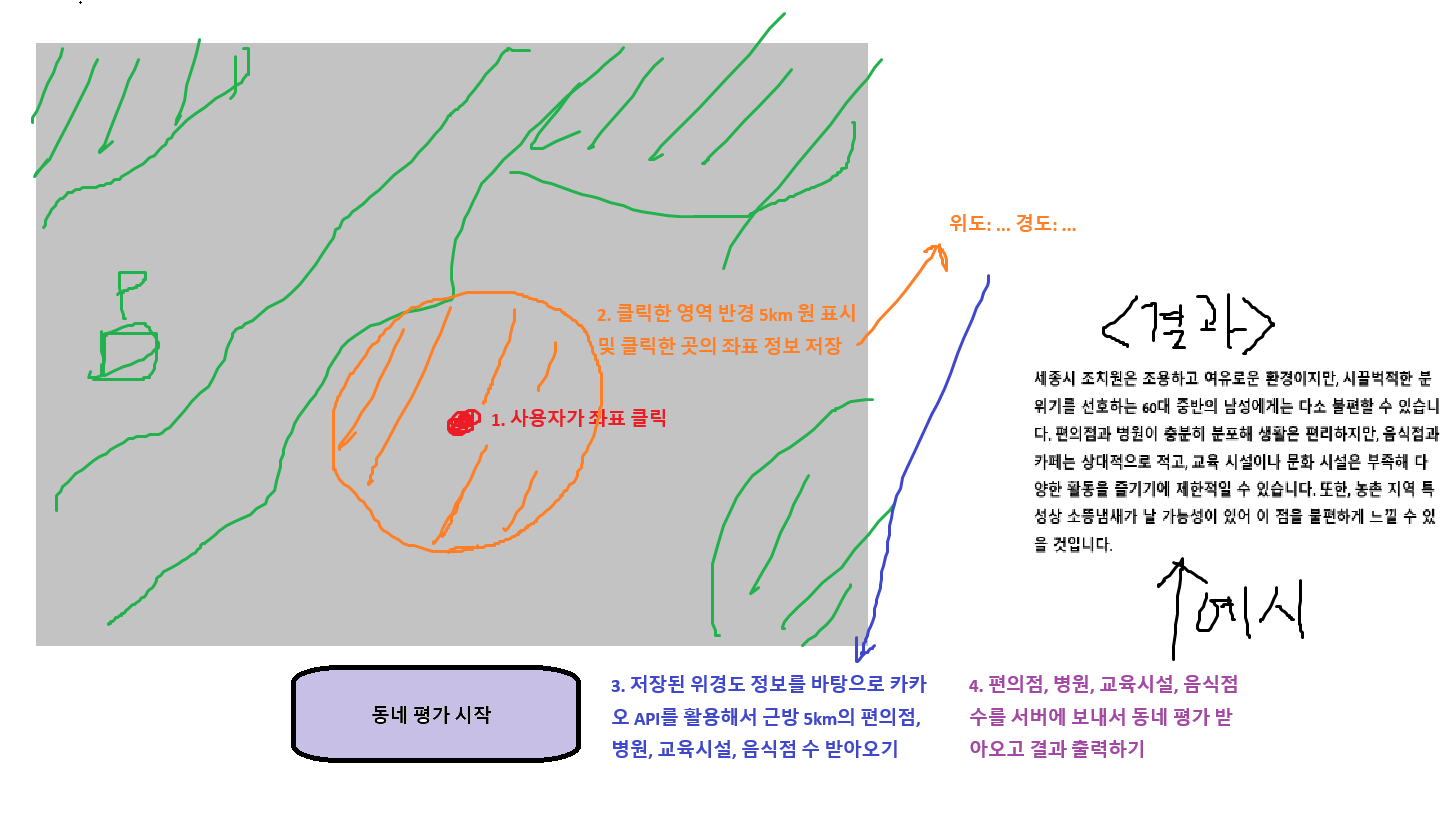 위도: ... 경도: ...
2. 클릭한 영역 반경 5km 원 표시
및 클릭한 곳의 좌표 정보 저장
1. 사용자가 좌표 클릭
P
<결과>
세종시 조치원은 조용하고 여유로운 환경이지만, 시끌벅적한 분
위기를 선호하는 60대 중반의 남성에게는 다소 불편할 수 있습니
다. 편의점과 병원이 충분히 분포해 생활은 편리하지만, 음식점과
카페는 상대적으로 적고, 교육 시설이나 문화 시설은 부족해 다
양한 활동을 즐기기에 제한적일 수 있습니다. 또한, 농촌 지역 특
성상 소똥냄새가 날 가능성이 있어 이 점을 불편하게 느낄 수 있
을 것입니다.
예시
동네 평가 시작
3. 저장된 위경도 정보를 바탕으로 카카
오 API를 활용해서 근방 5km의 편의점,
병원, 교육시설, 음식점 수 받아오기
4. 편의점, 병원, 교육시설, 음식점
수를 서버에 보내서 동네 평가 받
아오고 결과 출력하기